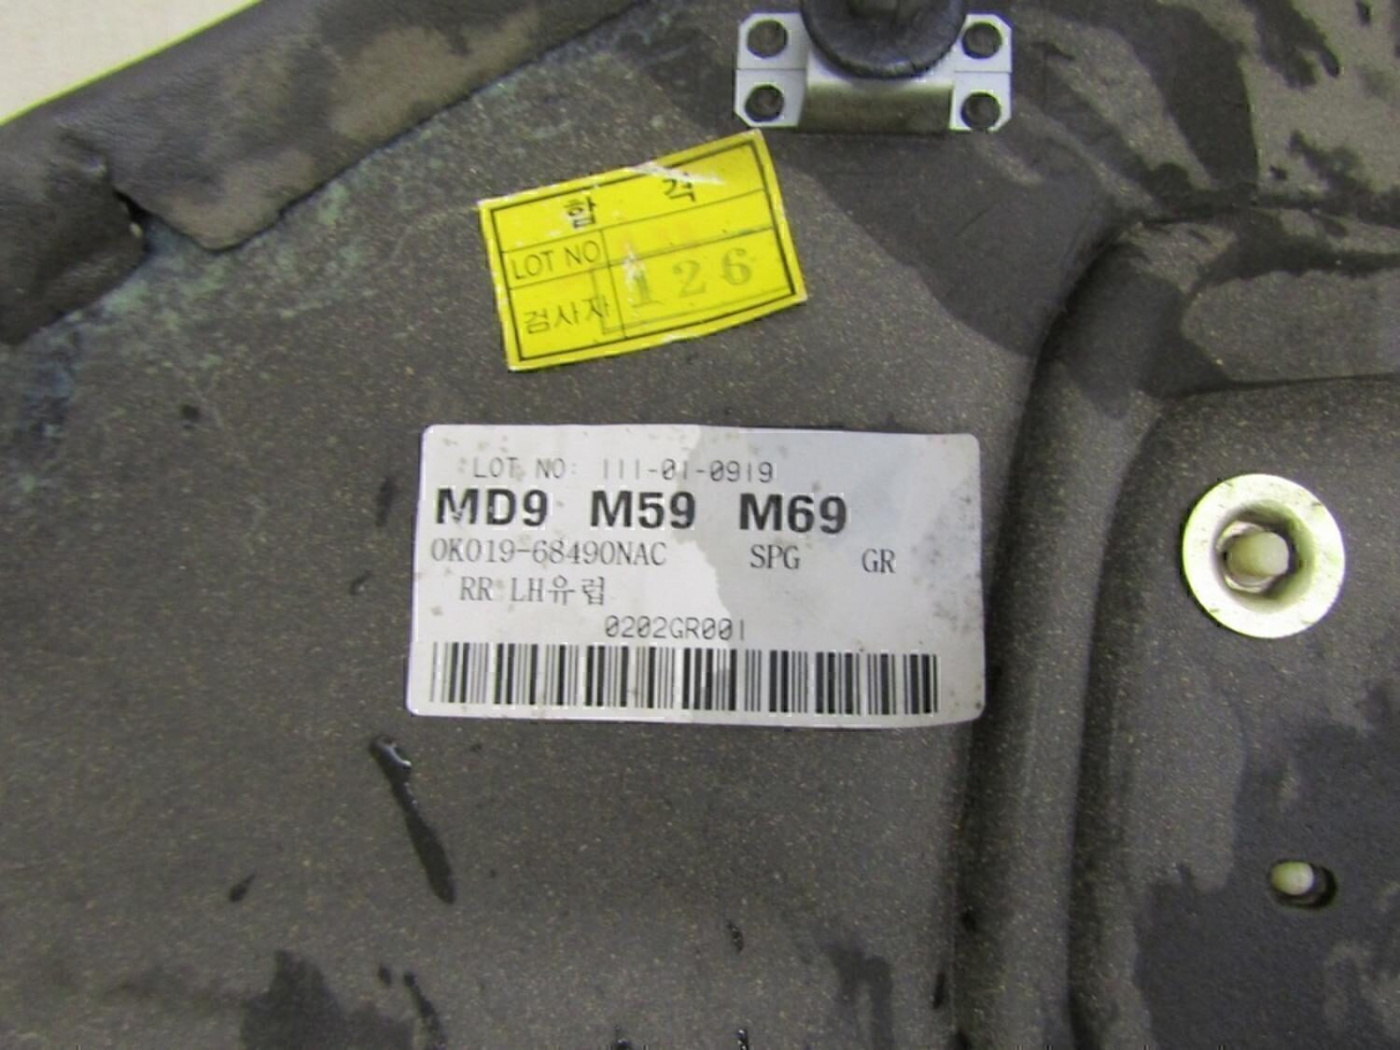 합 격
LOT NO
126
검사자
LOT NO: 111-01-0919
MD9 M59 M69
0K019-68490NAC SPG GR
RR LH유럽
0202GR001